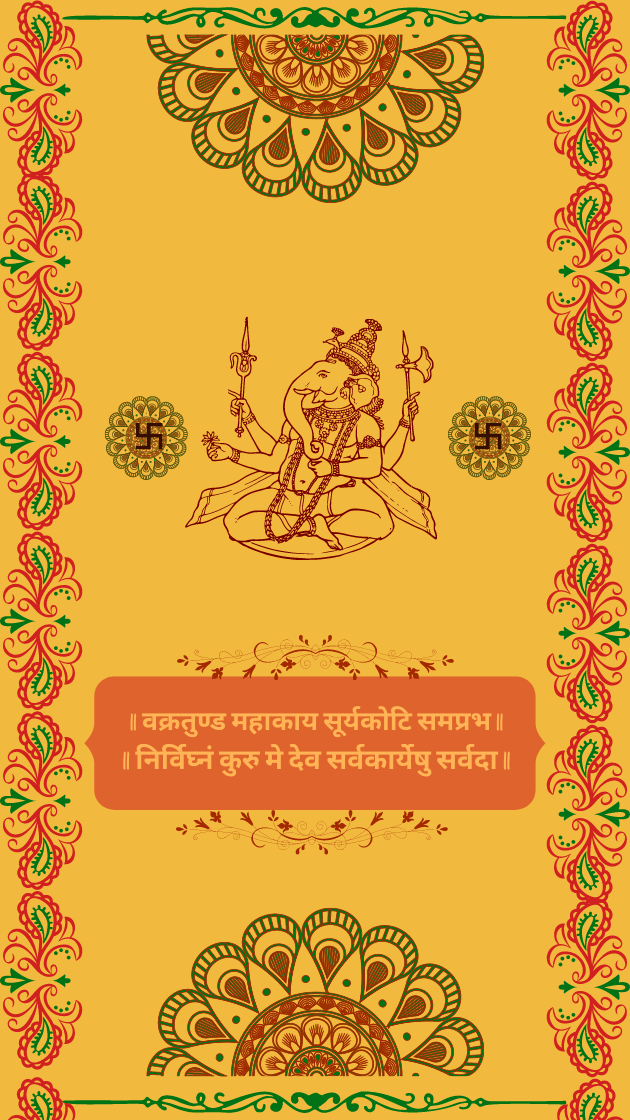 ॥ वक्रतुण्ड महाकाय सूर्यकोटि समप्रभ॥
॥ निर्विघ्नं कुरु मे देव सर्वकार्येषु सर्वदा॥